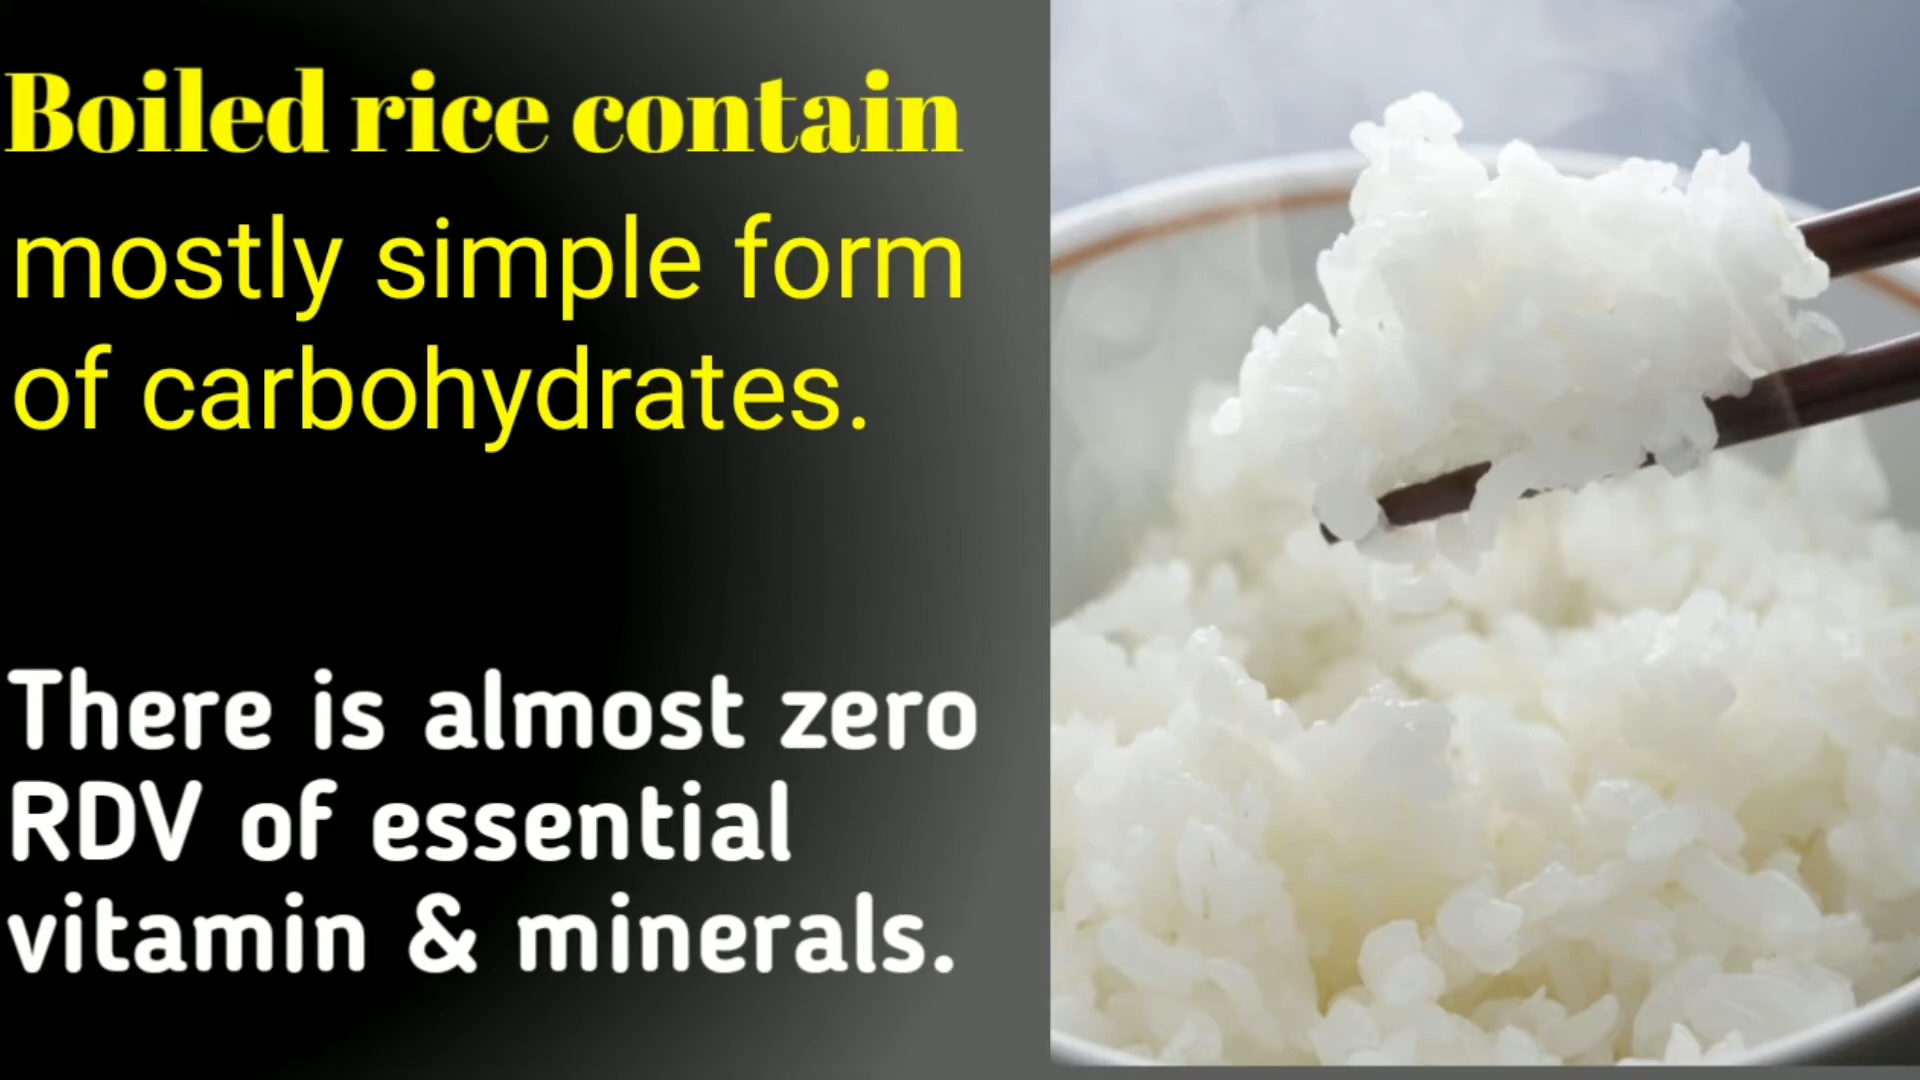 Boiled rice contain
mostly simple form
of carbohydrates.
There is almost zero
RDV of essential
vitamin & minerals.